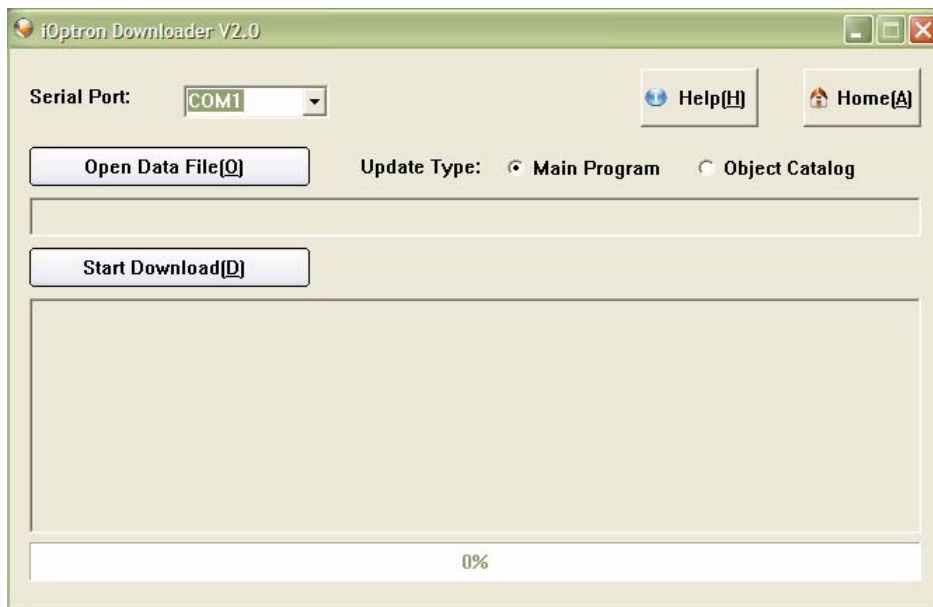 iOptron Downloader V2.0
Serial Port: COM1 Help(H) Home(A)
Open Data File(O) Update Type: Main Program Object Catalog
Start Download(D)
0%